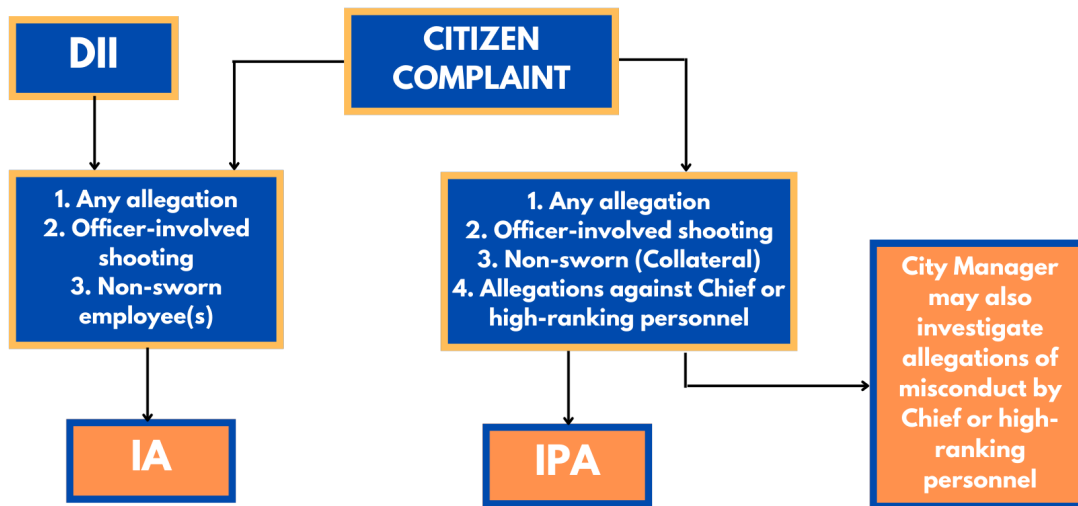 DII
CITIZEN
COMPLAINT
1. Any allegation
2. Officer-involved
shooting
3. Non-sworn
employee(s)
1. Any allegation
2. Officer-involved shooting
3. Non-sworn (Collateral)
4. Allegations against Chief or
high-ranking personnel
City Manager
may also
investigate
allegations of
misconduct by
Chief or high-
ranking
personnel
IA
IPA